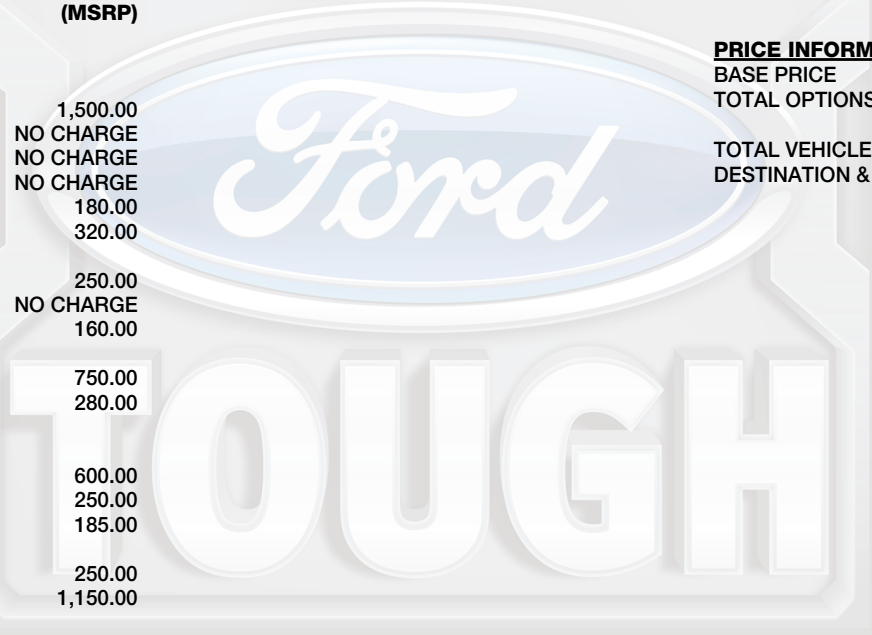 (MSRP)
1,500.00
NO CHARGE
NO CHARGE
NO CHARGE
180.00
320.00
250.00
NO CHARGE
160.00
750.00
280.00
600.00
250.00
185.00
250.00
1,150.00
PRICE INFORM
BASE PRICE
TOTAL OPTIONS
TOTAL VEHICLE
DESTINATION &
Ford
TOUGH